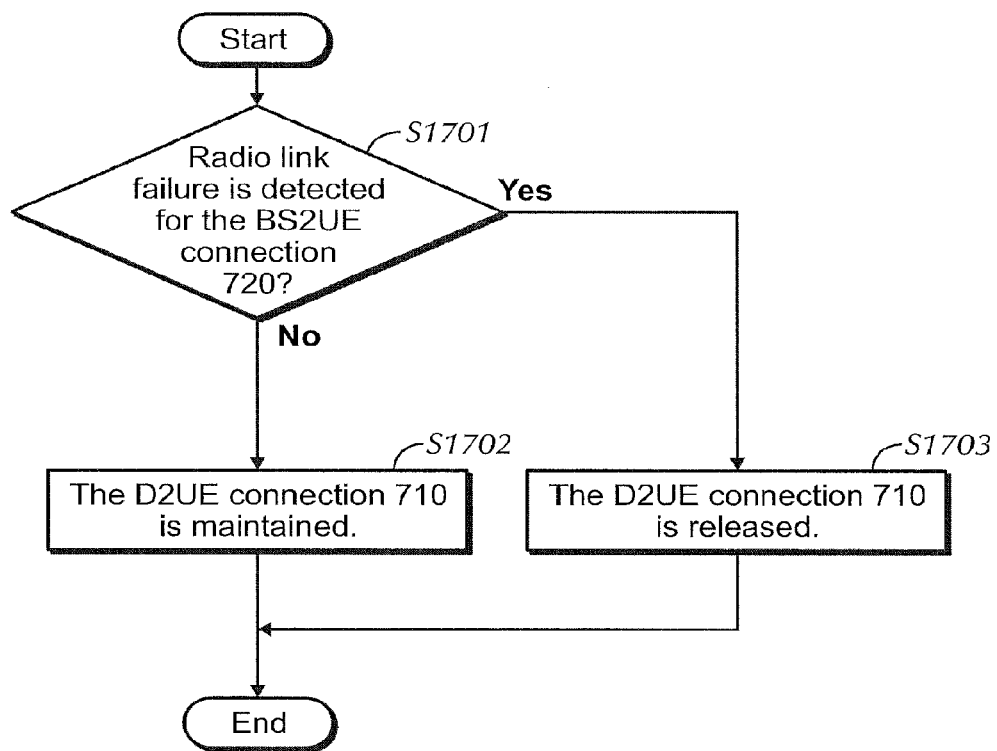 Start
S1701
Radio link
failure is detected
for the BS2UE
connection
720?
Yes
No
S1702
The D2UE connection 710
is maintained.
S1703
The D2UE connection 710
is released.
End